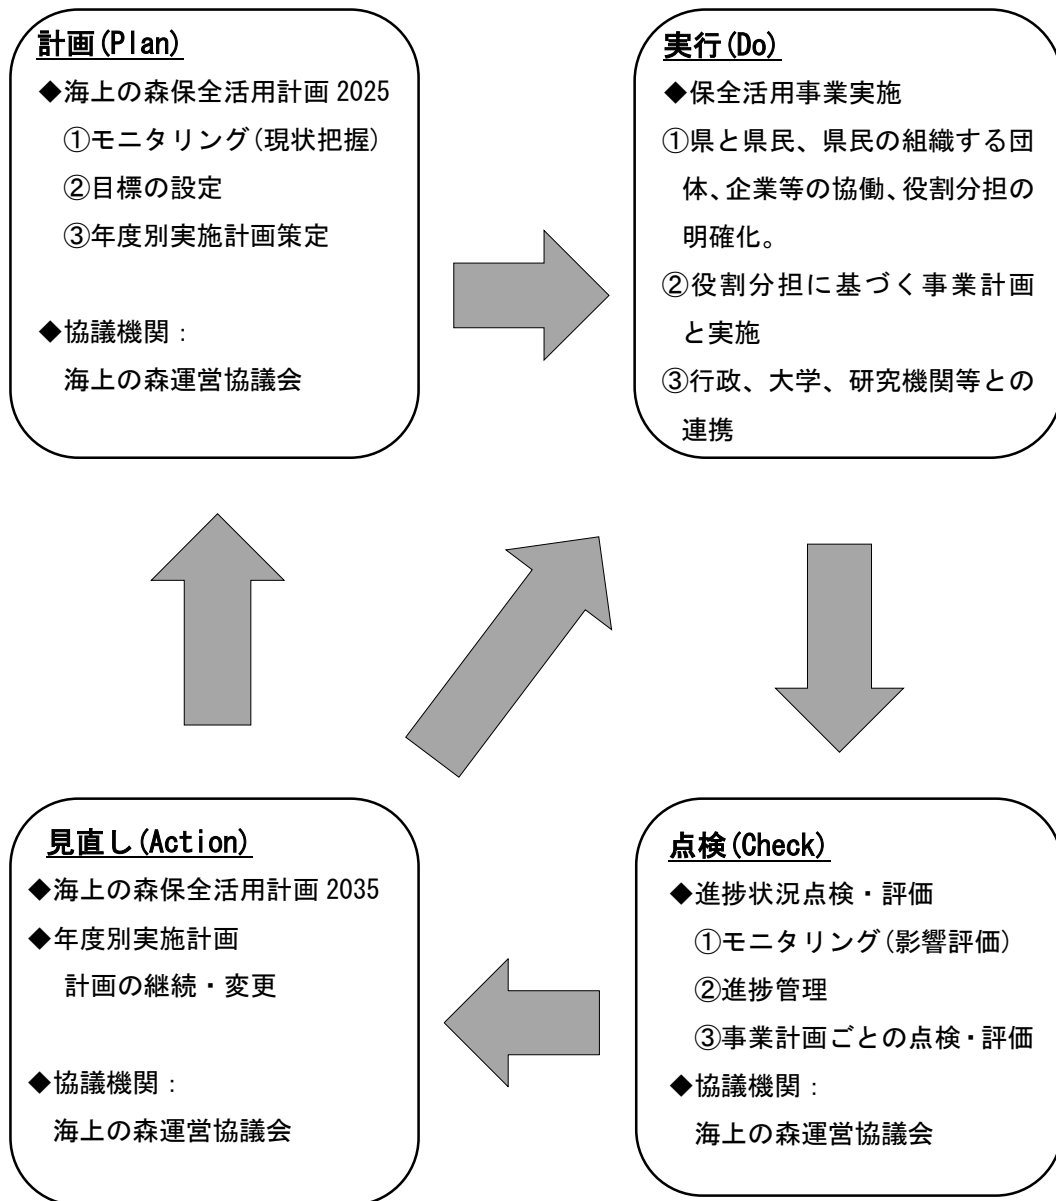 計画(Plan)
◆海上の森保全活用計画 2025
①モニタリング(現状把握)
②目標の設定
③年度別実施計画策定
◆協議機関：
海上の森運営協議会
実行(Do)
◆保全活用事業実施
①県と県民、県民の組織する団
体、企業等の協働、役割分担の
明確化。
②役割分担に基づく事業計画
と実施
③行政、大学、研究機関等との
連携
見直し(Action)
◆海上の森保全活用計画 2035
◆年度別実施計画
計画の継続・変更
◆協議機関：
海上の森運営協議会
点検(Check)
◆進捗状況点検・評価
①モニタリング(影響評価)
②進捗管理
③事業計画ごとの点検・評価
◆協議機関：
海上の森運営協議会